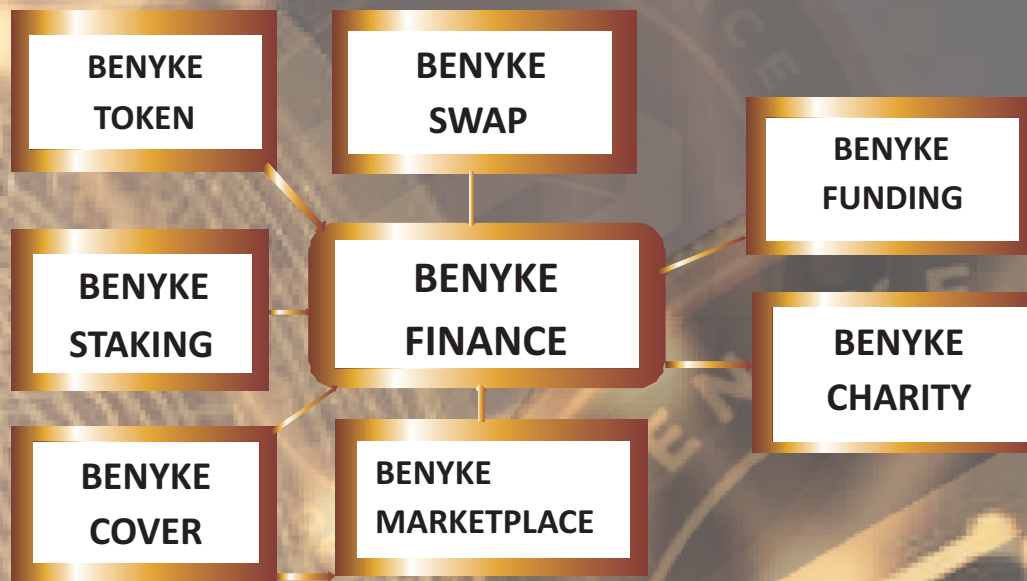 BENYKE
TOKEN
BENYKE
SWAP
BENYKE
FUNDING
BENYKE
STAKING
BENYKE
FINANCE
BENYKE
CHARITY
BENYKE
COVER
BENYKE
MARKETPLACE